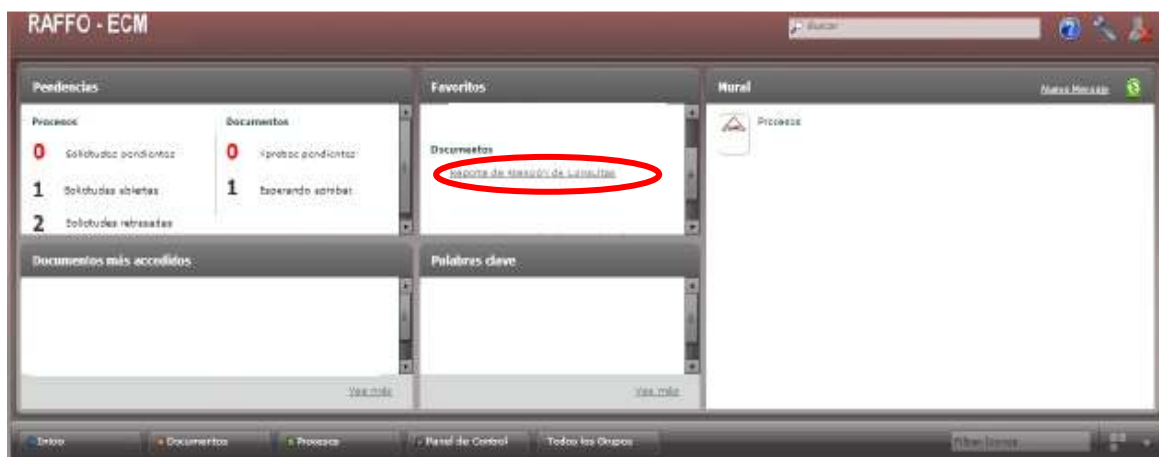 RAFFO - ECM
Buscar
Pendencias
Procesos
Documentos
0 Solicitudes pendientes
0 Aprobac pendientes
1 Solicitudes abiertas
1 Esperando aprobac
2 Solicitudes retrasadas
Favoritos
Documentos
Reporte de Atención de Consultas
Mural
Nuevo Mensaje
Procesos
Documentos más accedidos
Vea más
Palabras clave
Vea más
Inicio
Documentos
Procesos
Panel de Control
Todos los Grupos